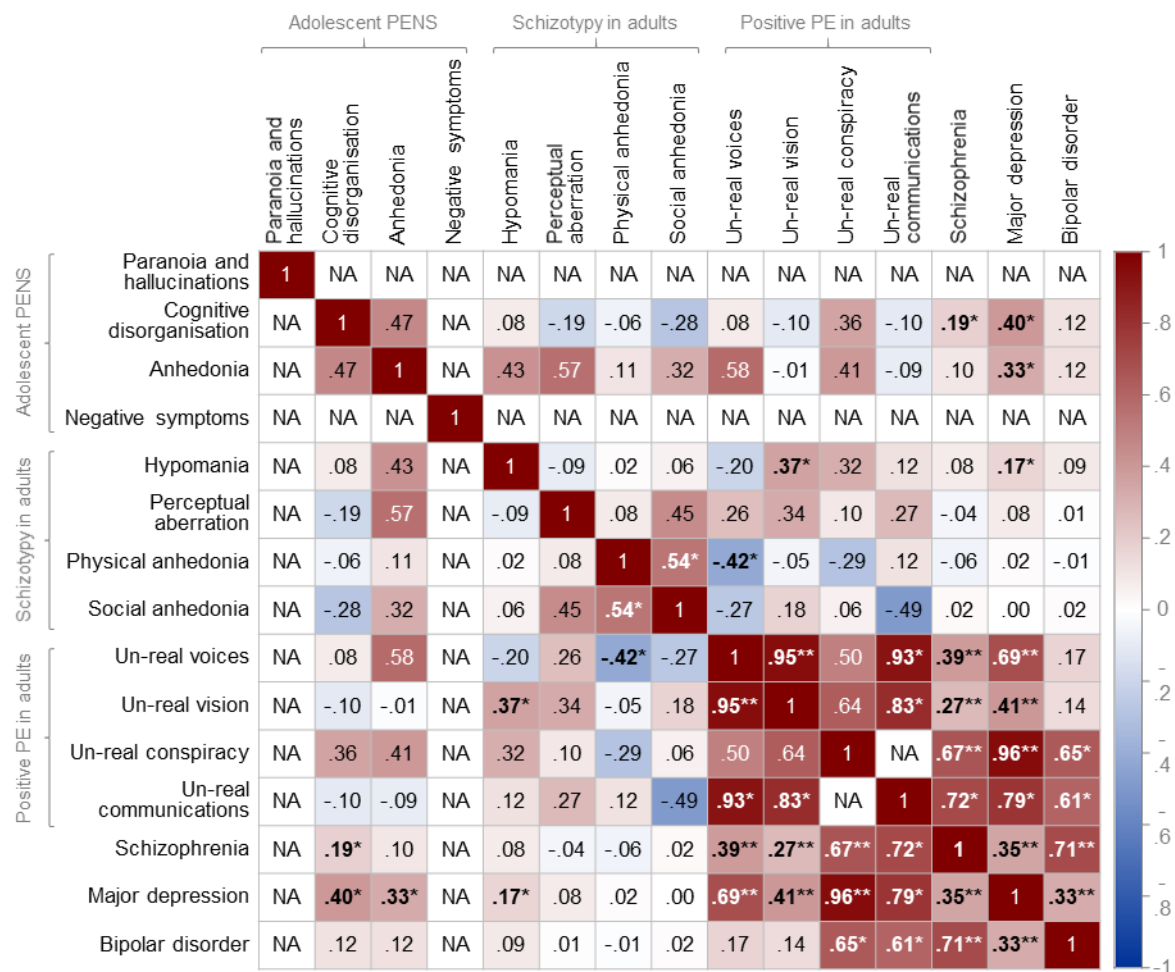 Adolescent PENS Schizotypy in adults Positive PE in adults
Paranoia and
hallucinations
Cognitive
disorganisation
Anhedonia
Negative symptoms
Hypomania
Perceptual
aberration
Physical anhedonia
Social anhedonia
Un-real voices
Un-real vision
Un-real conspiracy
Un-real
communications
Schizophrenia
Major depression
Bipolar disorder
Adolescent PENS
Schizotypy in adults
Positive PE in adults
Paranoia and
hallucinations 1 NA NA NA NA NA NA NA NA NA NA NA NA NA NA
Cognitive
disorganisation NA 1 .47 NA .08 -.19 -.06 -.28 .08 -.10 .36 -.10 .19* .40* .12
Anhedonia NA .47 1 NA .43 .57 .11 .32 .58 -.01 .41 -.09 .10 .33* .12
Negative symptoms NA NA NA 1 NA NA NA NA NA NA NA NA NA NA NA
Hypomania NA .08 .43 NA 1 -.09 .02 .06 -.20 .37* .32 .12 .08 .17* .09
Perceptual
aberration NA -.19 .57 NA -.09 1 .08 .45 .26 .34 .10 .27 -.04 .08 .01
Physical anhedonia NA -.06 .11 NA .02 .08 1 .54* -.42* -.05 -.29 .12 -.06 .02 -.01
Social anhedonia NA -.28 .32 NA .06 .45 .54* 1 -.27 .18 .06 -.49 .02 .00 .02
Un-real voices NA .08 .58 NA -.20 .26 -.42* -.27 1 .95** .50 .93* .39** .69** .17
Un-real vision NA -.10 -.01 NA .37* .34 -.05 .18 .95** 1 .64 .83* .27** .41** .14
Un-real conspiracy NA .36 .41 NA .32 .10 -.29 .06 .50 .64 1 NA .67** .96** .65*
Un-real
communications NA -.10 -.09 NA .12 .27 .12 -.49 .93* .83* NA 1 .72* .79* .61*
Schizophrenia NA .19* .10 NA .08 -.04 -.06 .02 .39** .27** .67** .72* 1 .35** .71**
Major depression NA .40* .33* NA .17* .08 .02 .00 .69** .41** .96** .79* .35** 1 .33**
Bipolar disorder NA .12 .12 NA .09 .01 -.01 .02 .17 .14 .65* .61* .71** .33** 1
1
.8
.6
.4
.2
0
-
.2
-
.4
-
.6
-
.8
-1